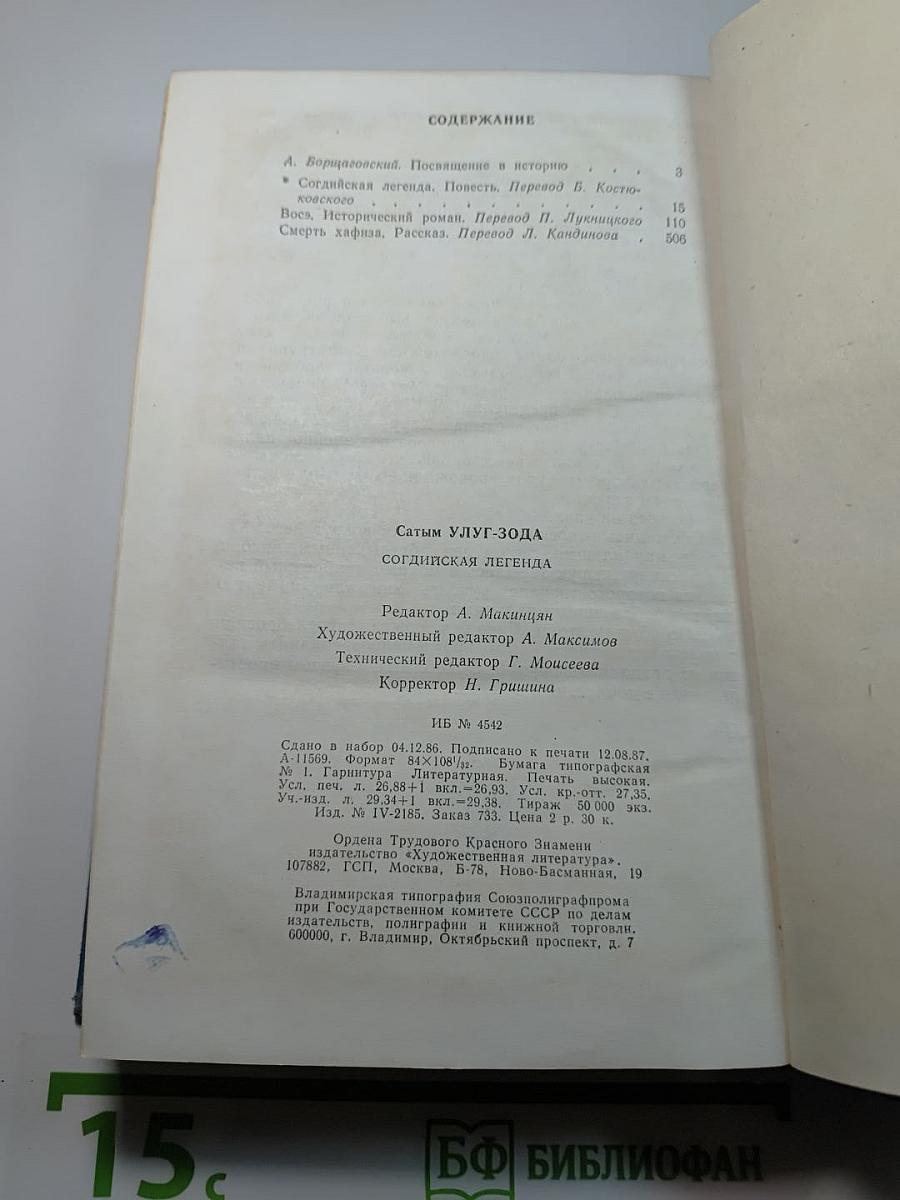 СОДЕРЖАНИЕ
А. Борщаговский. Посвящение в историю . . . 3
* Согдийская легенда. Повесть. Перевод Б. Костю-
ковского . . . . . . . . . . . . 15
Восэ. Исторический роман. Перевод П. Лукницкого 110
Смерть хафиза. Рассказ. Перевод Л. Кандинова . 506
Сатым УЛУГ-ЗОДА
СОГДИЙСКАЯ ЛЕГЕНДА
Редактор А. Макинцян
Художественный редактор А. Максимов
Технический редактор Г. Моисеева
Корректор Н. Гришина
ИБ № 4542
Сдано в набор 04.12.86. Подписано к печати 12.08.87.
А-11569. Формат 84×108¹/₃₂. Бумага типографская
№ 1. Гарнитура Литературная. Печать высокая.
Усл. печ. л. 26,88+1 вкл.=26,93. Усл. кр.-отт. 27,35.
Уч.-изд. л. 29,34+1 вкл.=29,38. Тираж 50 000 экз.
Изд. № IV-2185. Заказ 733. Цена 2 р. 30 к.
Ордена Трудового Красного Знамени
издательство «Художественная литература».
107882, ГСП, Москва, Б-78, Ново-Басманная, 19
Владимирская типография Союзполиграфпрома
при Государственном комитете СССР по делам
издательств, полиграфии и книжной торговли.
600000, г. Владимир, Октябрьский проспект, д. 7
15 с
БФ БИБЛИОФАН